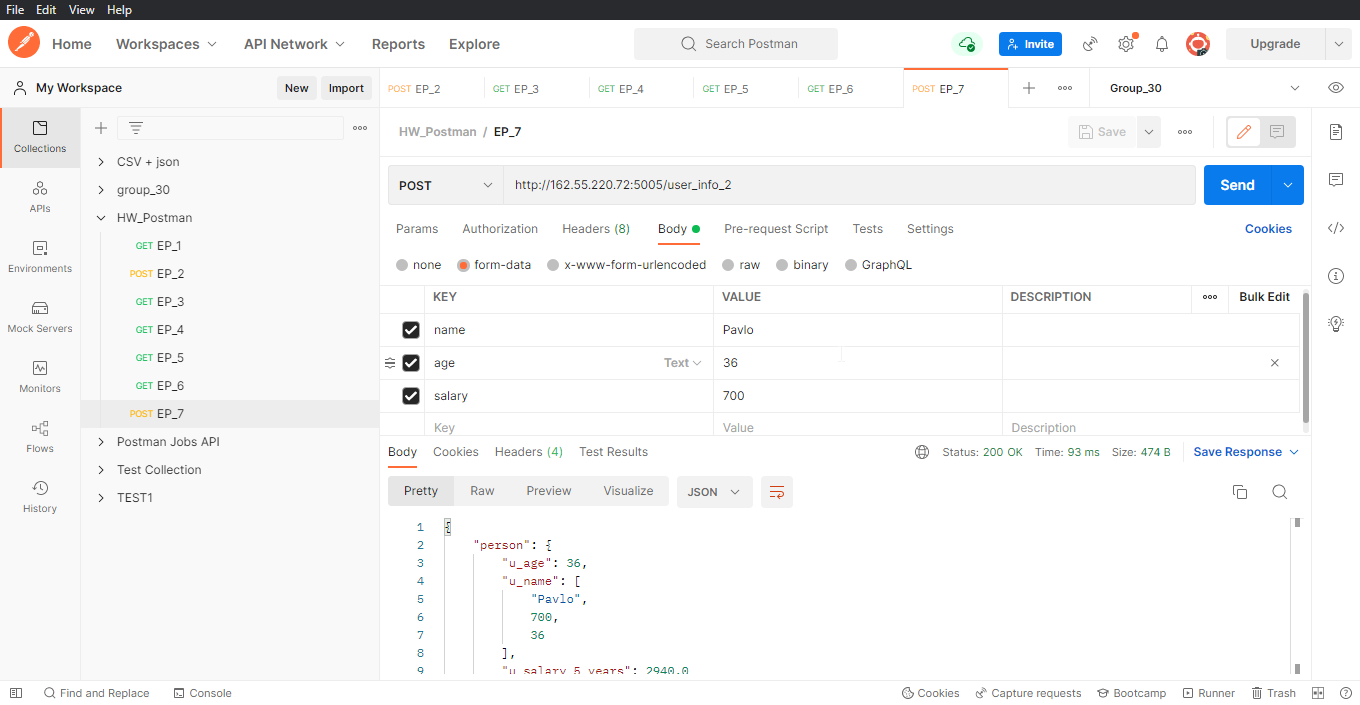 File Edit View Help
Home Workspaces API Network Reports Explore Search Postman Invite Upgrade
My Workspace New Import
POST EP_2 GET EP_3 GET EP_4 GET EP_5 GET EP_6 POST EP_7 Group_30
HW_Postman / EP_7 Save
Collections
APIs
Environments
Mock Servers
Monitors
Flows
History
CSV + json
group_30
HW_Postman
GET EP_1
POST EP_2
GET EP_3
GET EP_4
GET EP_5
GET EP_6
POST EP_7
Postman Jobs API
Test Collection
TEST1
POST http://162.55.220.72:5005/user_info_2 Send
Params Authorization Headers (8) Body Pre-request Script Tests Settings Cookies
none form-data x-www-form-urlencoded raw binary GraphQL
KEY VALUE DESCRIPTION Bulk Edit
name Pavlo
age Text 36
salary 700
Key Value Description
Body Cookies Headers (4) Test Results Status: 200 OK Time: 93 ms Size: 474 B Save Response
Pretty Raw Preview Visualize JSON
1 {
2 "person": {
3 "u_age": 36,
4 "u_name": [
5 "Pavlo",
6 700,
7 36
8 ],
9 "u_salary_5_years": 2940.0
Find and Replace Console Cookies Capture requests Bootcamp Runner Trash